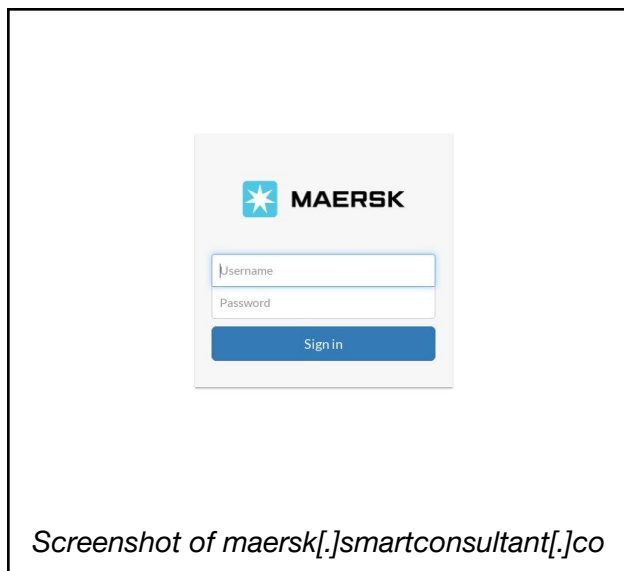 MAERSK
Username
Password
Sign in
Screenshot of maersk[.]smartconsultant[.]co